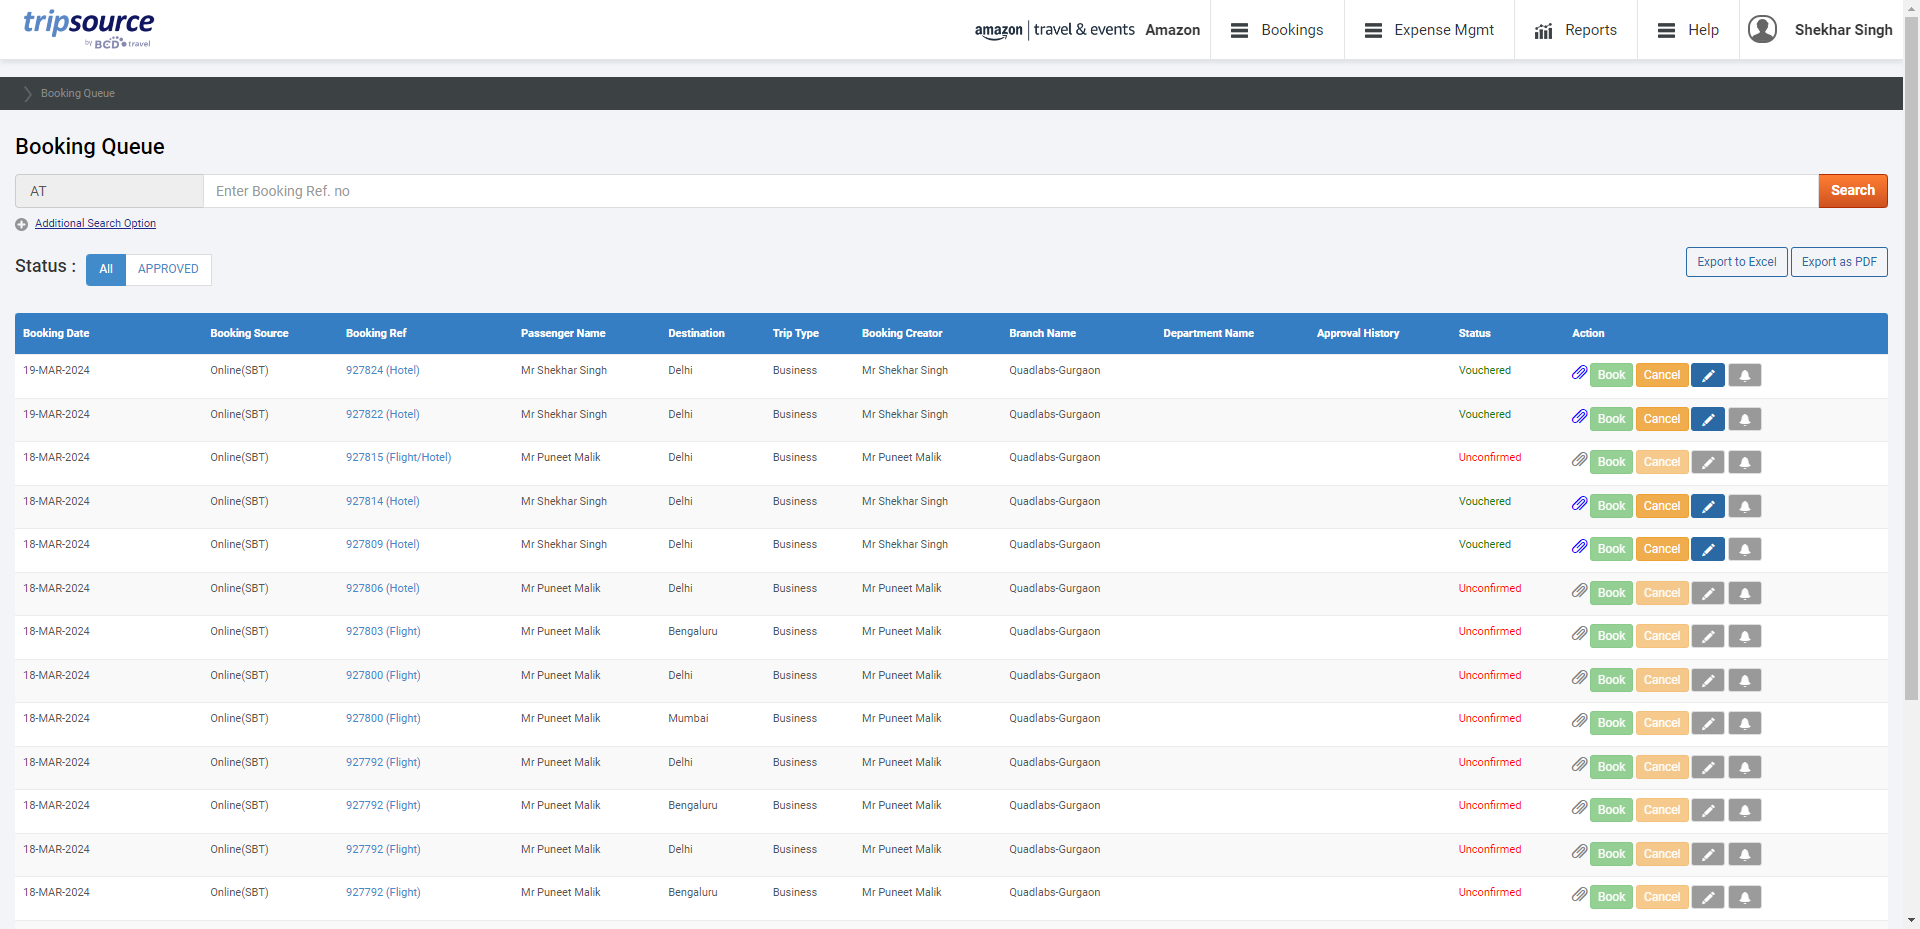 tripsource
by BCD travel
amazon | travel & events Amazon Bookings Expense Mgmt Reports Help Shekhar Singh
Booking Queue
Booking Queue
AT Enter Booking Ref. no Search
Additional Search Option
Status : All APPROVED Export to Excel Export as PDF
Booking Date Booking Source Booking Ref Passenger Name Destination Trip Type Booking Creator Branch Name Department Name Approval History Status Action
19-MAR-2024 Online(SBT) 927824 (Hotel) Mr Shekhar Singh Delhi Business Mr Shekhar Singh Quadlabs-Gurgaon Vouchered Book Cancel
19-MAR-2024 Online(SBT) 927822 (Hotel) Mr Shekhar Singh Delhi Business Mr Shekhar Singh Quadlabs-Gurgaon Vouchered Book Cancel
18-MAR-2024 Online(SBT) 927815 (Flight/Hotel) Mr Puneet Malik Delhi Business Mr Puneet Malik Quadlabs-Gurgaon Unconfirmed Book Cancel
18-MAR-2024 Online(SBT) 927814 (Hotel) Mr Shekhar Singh Delhi Business Mr Shekhar Singh Quadlabs-Gurgaon Vouchered Book Cancel
18-MAR-2024 Online(SBT) 927809 (Hotel) Mr Shekhar Singh Delhi Business Mr Shekhar Singh Quadlabs-Gurgaon Vouchered Book Cancel
18-MAR-2024 Online(SBT) 927806 (Hotel) Mr Puneet Malik Delhi Business Mr Puneet Malik Quadlabs-Gurgaon Unconfirmed Book Cancel
18-MAR-2024 Online(SBT) 927803 (Flight) Mr Puneet Malik Bengaluru Business Mr Puneet Malik Quadlabs-Gurgaon Unconfirmed Book Cancel
18-MAR-2024 Online(SBT) 927800 (Flight) Mr Puneet Malik Delhi Business Mr Puneet Malik Quadlabs-Gurgaon Unconfirmed Book Cancel
18-MAR-2024 Online(SBT) 927800 (Flight) Mr Puneet Malik Mumbai Business Mr Puneet Malik Quadlabs-Gurgaon Unconfirmed Book Cancel
18-MAR-2024 Online(SBT) 927792 (Flight) Mr Puneet Malik Delhi Business Mr Puneet Malik Quadlabs-Gurgaon Unconfirmed Book Cancel
18-MAR-2024 Online(SBT) 927792 (Flight) Mr Puneet Malik Bengaluru Business Mr Puneet Malik Quadlabs-Gurgaon Unconfirmed Book Cancel
18-MAR-2024 Online(SBT) 927792 (Flight) Mr Puneet Malik Delhi Business Mr Puneet Malik Quadlabs-Gurgaon Unconfirmed Book Cancel
18-MAR-2024 Online(SBT) 927792 (Flight) Mr Puneet Malik Bengaluru Business Mr Puneet Malik Quadlabs-Gurgaon Unconfirmed Book Cancel